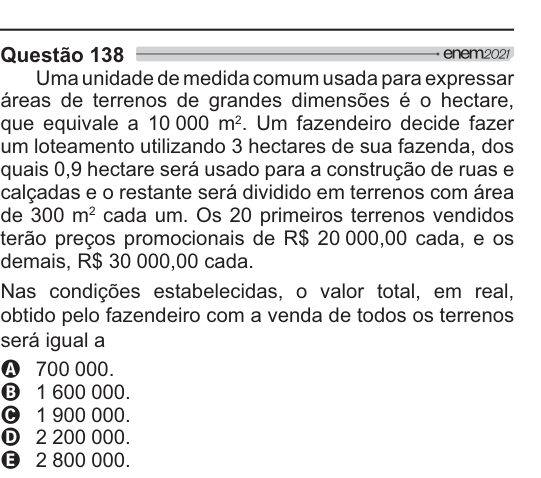 Questão 138 enem2021
Uma unidade de medida comum usada para expressar
áreas de terrenos de grandes dimensões é o hectare,
que equivale a 10 000 m². Um fazendeiro decide fazer
um loteamento utilizando 3 hectares de sua fazenda, dos
quais 0,9 hectare será usado para a construção de ruas e
calçadas e o restante será dividido em terrenos com área
de 300 m² cada um. Os 20 primeiros terrenos vendidos
terão preços promocionais de R$ 20 000,00 cada, e os
demais, R$ 30 000,00 cada.
Nas condições estabelecidas, o valor total, em real,
obtido pelo fazendeiro com a venda de todos os terrenos
será igual a
A 700 000.
B 1 600 000.
C 1 900 000.
D 2 200 000.
E 2 800 000.